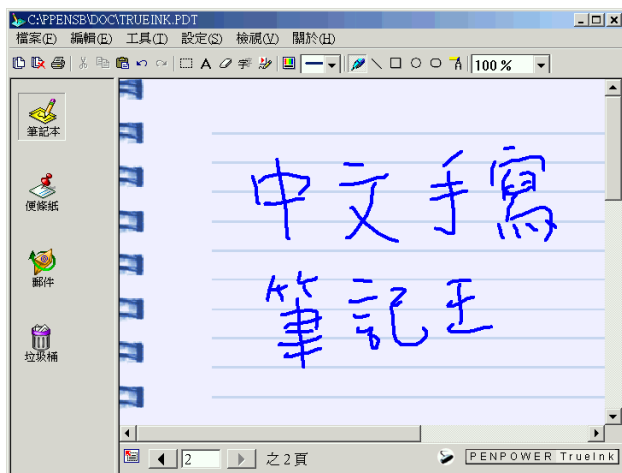 C:\PPENSB\DOC\TRUEINK.PDT
檔案(F) 編輯(E) 工具(T) 設定(S) 檢視(V) 關於(H)
100 %
筆記本
便條紙
郵件
垃圾桶
中文手寫
筆記王
2 之 2 頁
PENPOWER TrueInk